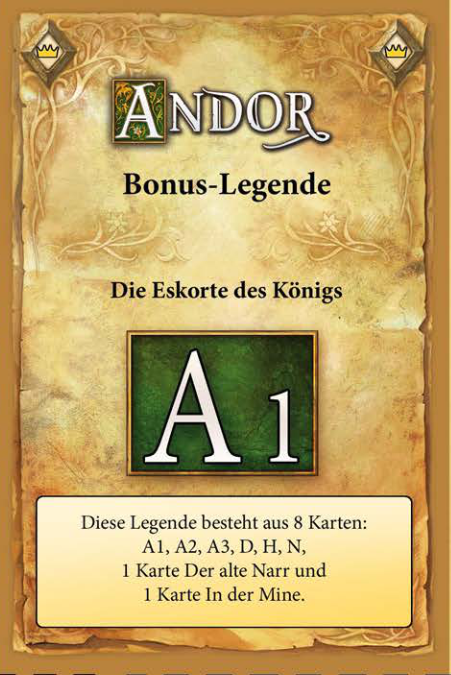 ANDOR
Bonus-Legende
Die Eskorte des Königs
A1
Diese Legende besteht aus 8 Karten:
A1, A2, A3, D, H, N,
1 Karte Der alte Narr und
1 Karte In der Mine.